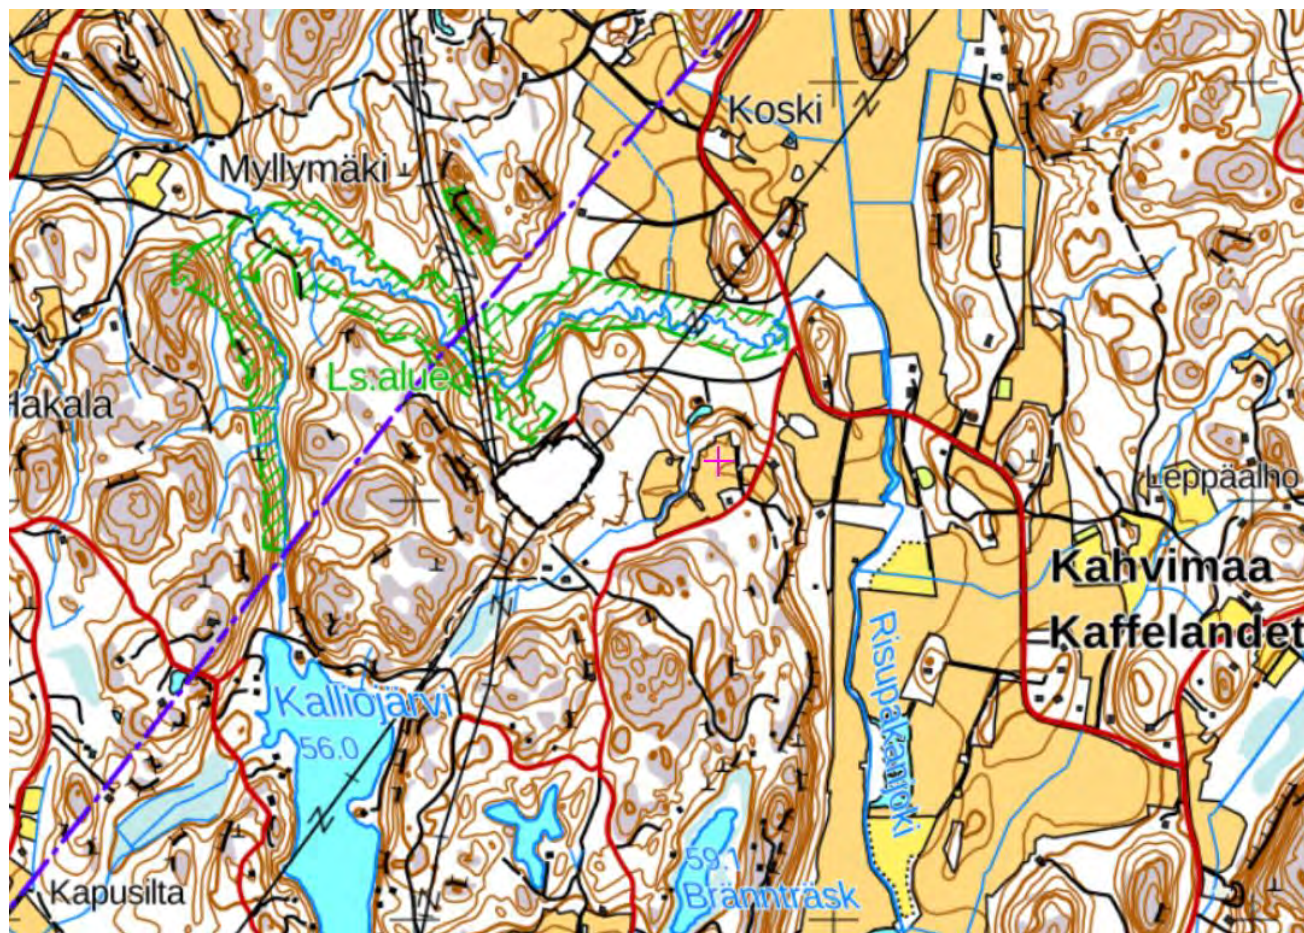 Koski
Myllymäki
Ls.alue
Hakala
Leppäalho
Kahvimaa
Kaffelandet
Risupakanjoki
Kalliojärvi
56.0
59.1
Brännträsk
Kapusilta